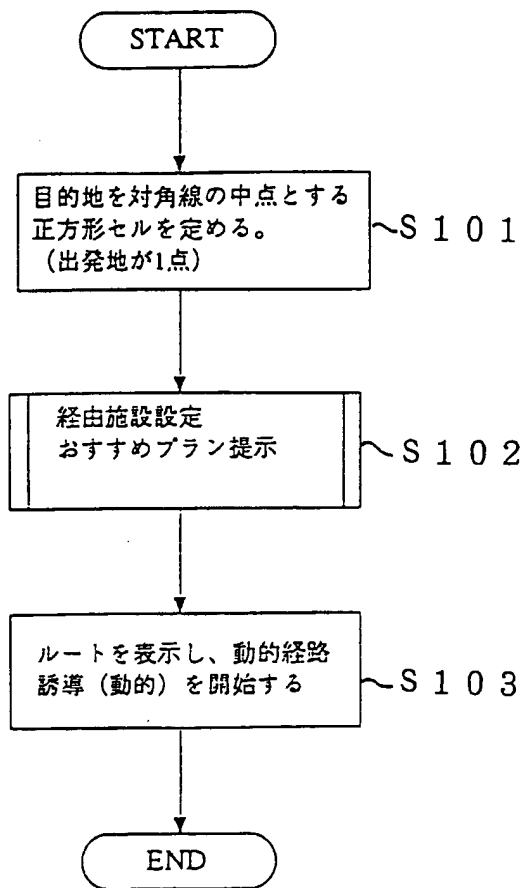 START
目的地を対角線の中点とする
正方形セルを定める。
（出発地が1点）
～S101
経由施設設定
おすすめプラン提示
～S102
ルートを表示し、動的経路
誘導（動的）を開始する
～S103
END